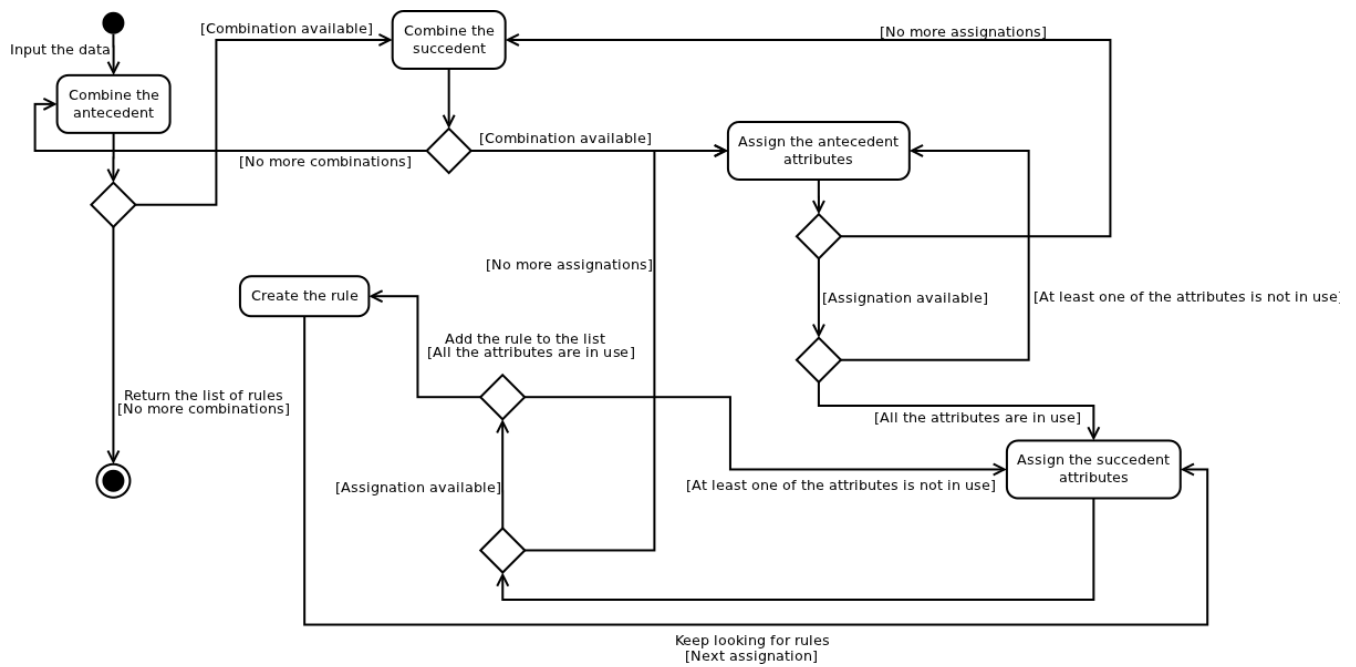 [Combination available]
Combine the
succedent
[No more assignations]
Input the data
Combine the
antecedent
[Combination available]
Assign the antecedent
attributes
[No more combinations]
[No more assignations]
Create the rule
[Assignation available]
[At least one of the attributes is not in use]
Add the rule to the list
[All the attributes are in use]
Return the list of rules
[No more combinations]
[All the attributes are in use]
Assign the succedent
attributes
[Assignation available]
[At least one of the attributes is not in use]
Keep looking for rules
[Next assignation]